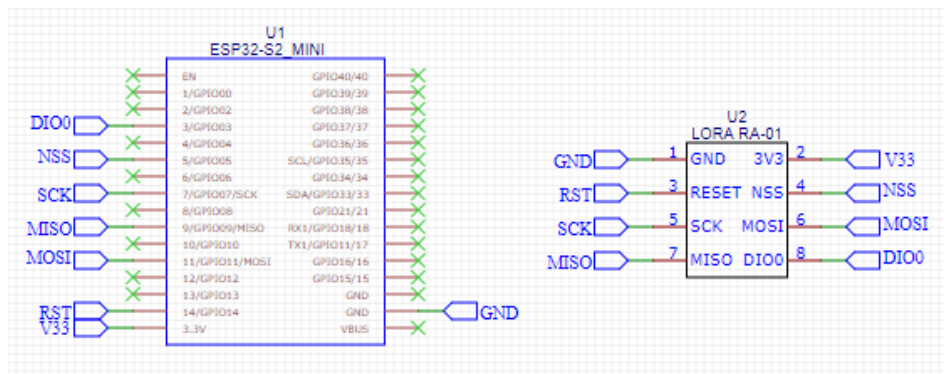 U1
ESP32-S2_MINI
EN GPIO40/40
1/GPIO00 GPIO39/39
2/GPIO02 GPIO38/38
DIO0 3/GPIO03 GPIO37/37
4/GPIO04 GPIO36/36
NSS 5/GPIO05 SCL/GPIO35/35
6/GPIO06 GPIO34/34
SCK 7/GPIO07/SCK SDA/GPIO33/33
8/GPIO08 GPIO21/21
MISO 9/GPIO09/MISO RX1/GPIO18/18
10/GPIO10 TX1/GPIO11/17
MOSI 11/GPIO11/MOSI GPIO16/16
12/GPIO12 GPIO15/15
13/GPIO13 GND
RST 14/GPIO14 GND GND
V33 3.3V VBUS
U2
LORA RA-01
GND 1 GND 3V3 2 V33
RST 3 RESET NSS 4 NSS
SCK 5 SCK MOSI 6 MOSI
MISO 7 MISO DIO0 8 DIO0